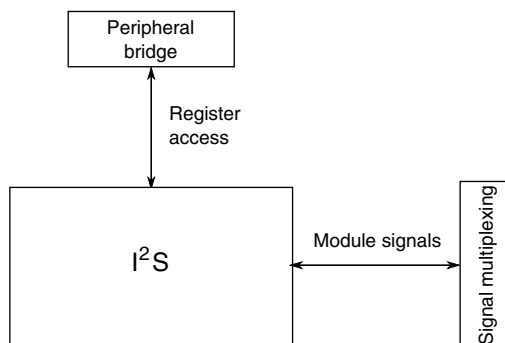 Peripheral
bridge
Register
access
I²S
Module signals
Signal multiplexing